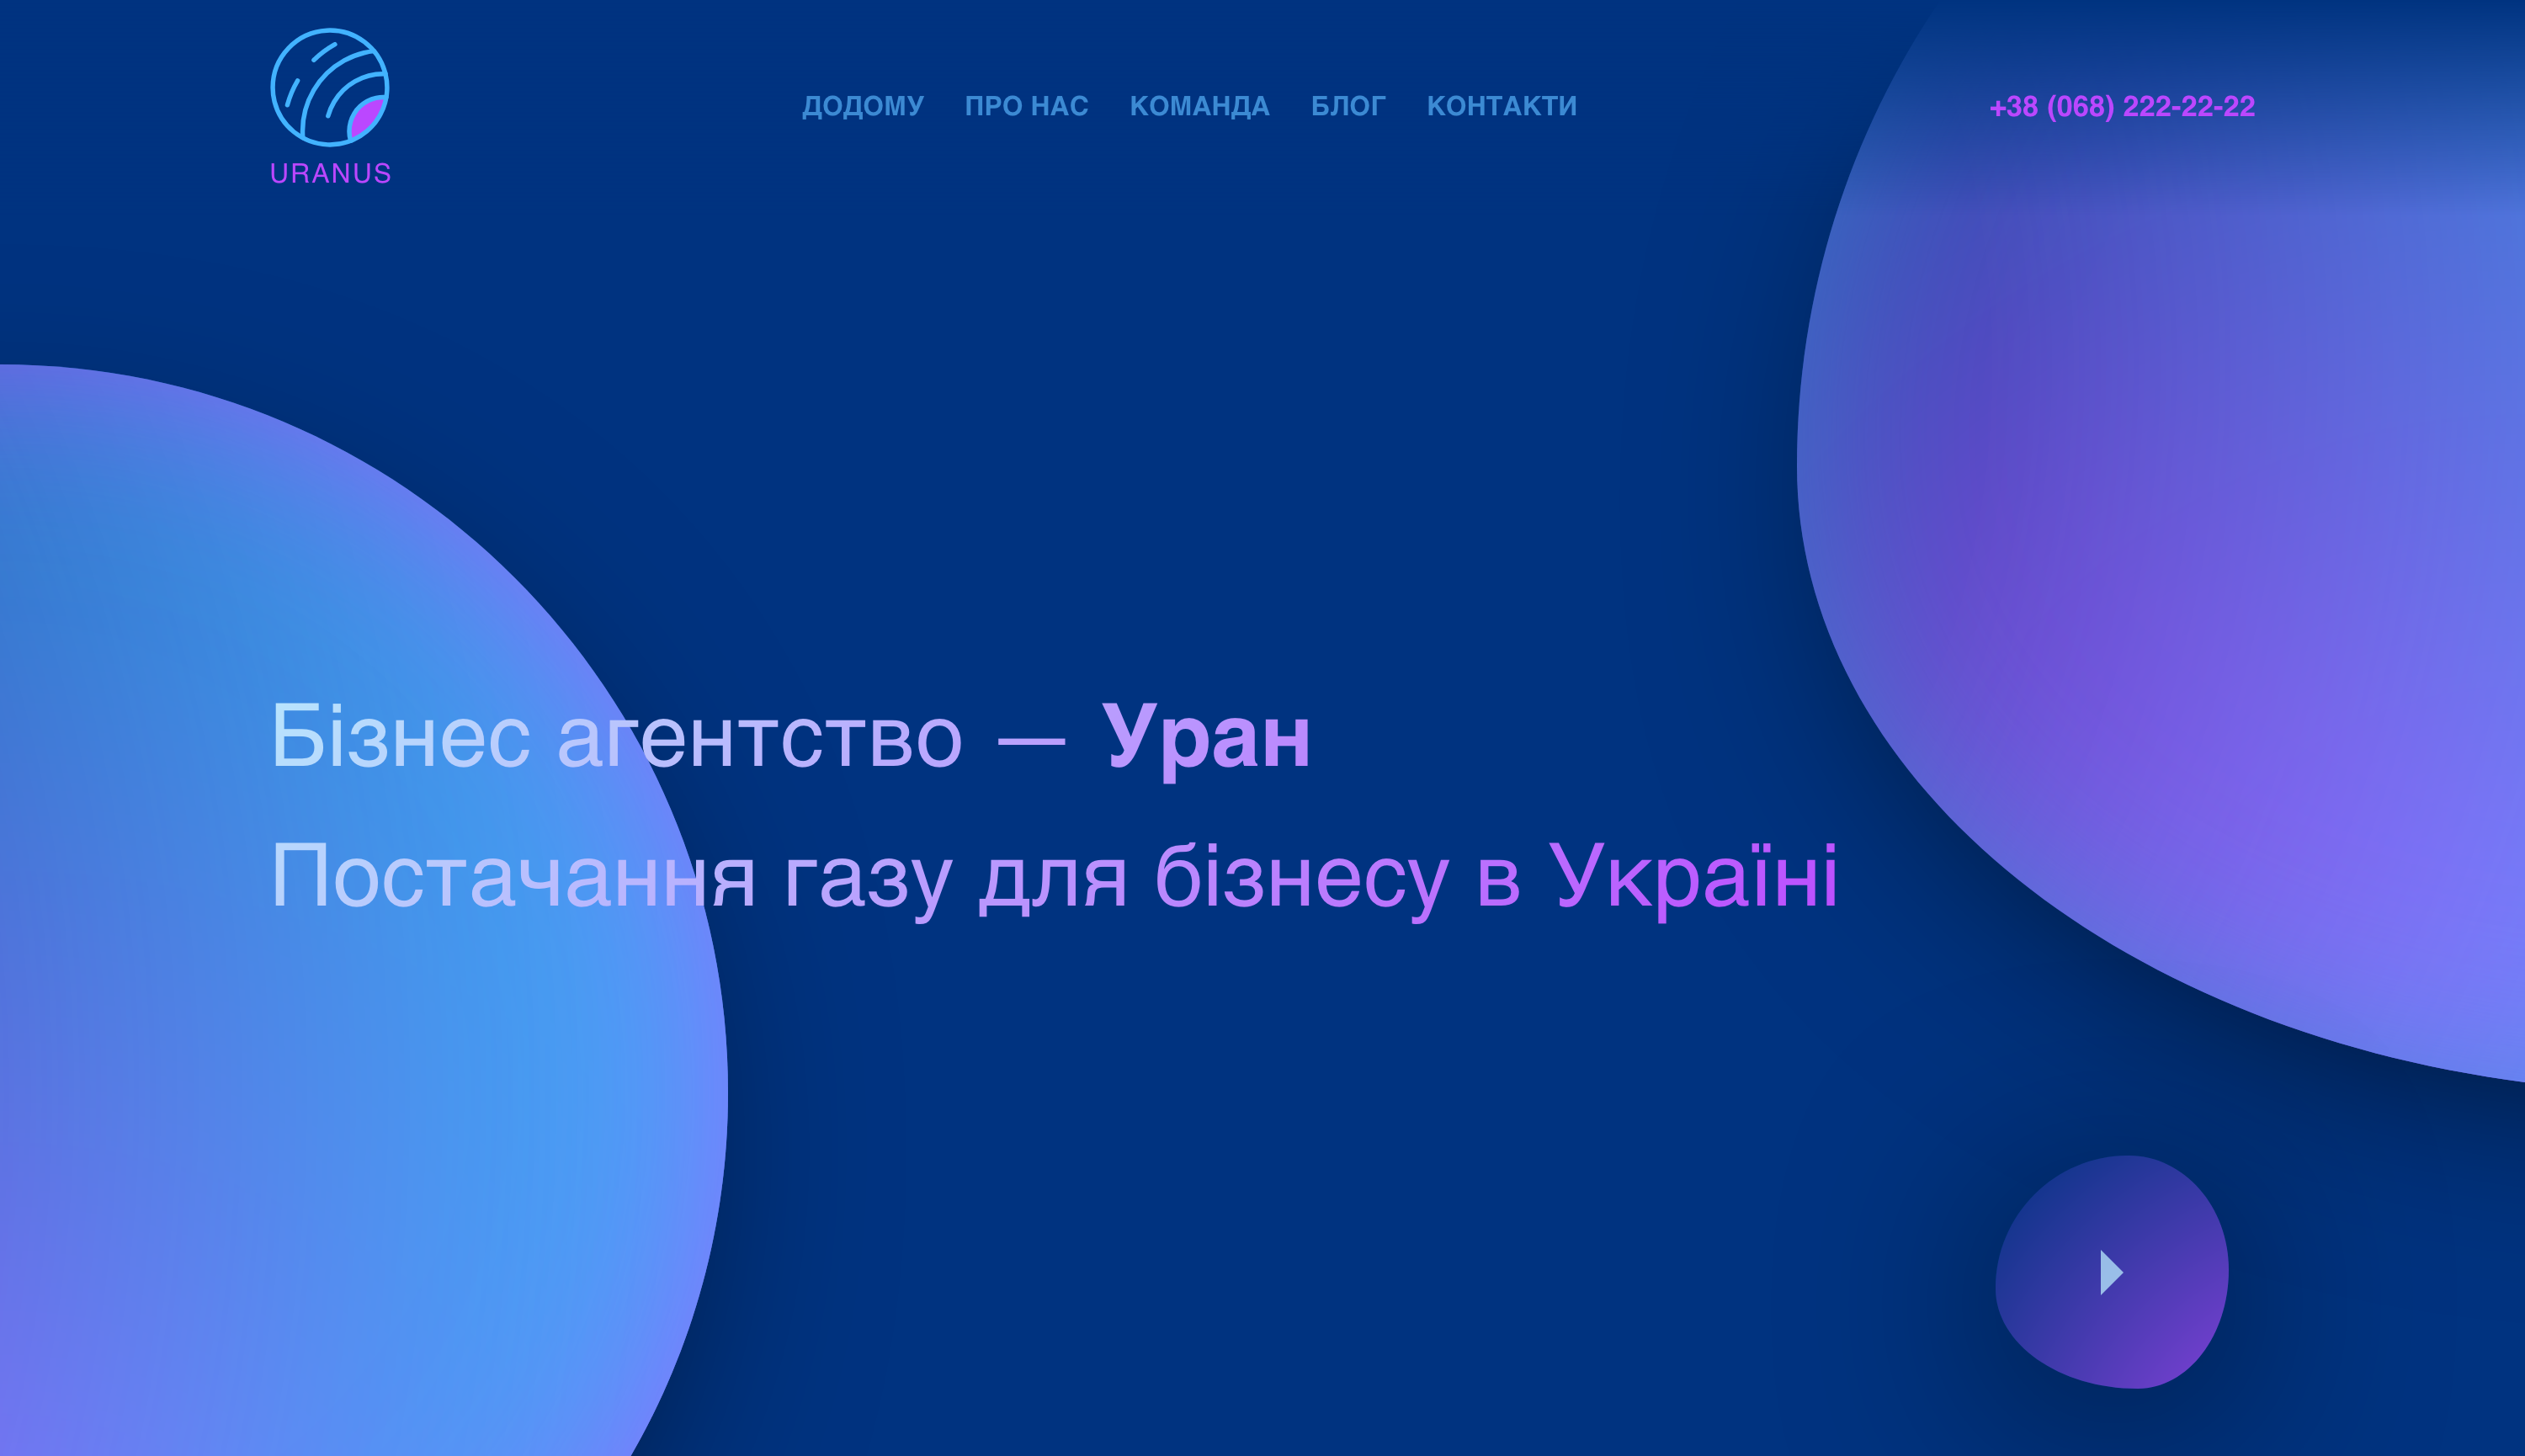 URANUS
ДОДОМУ ПРО НАС КОМАНДА БЛОГ КОНТАКТИ
+38 (068) 222-22-22
Бізнес агентство — Уран
Постачання газу для бізнесу в Україні